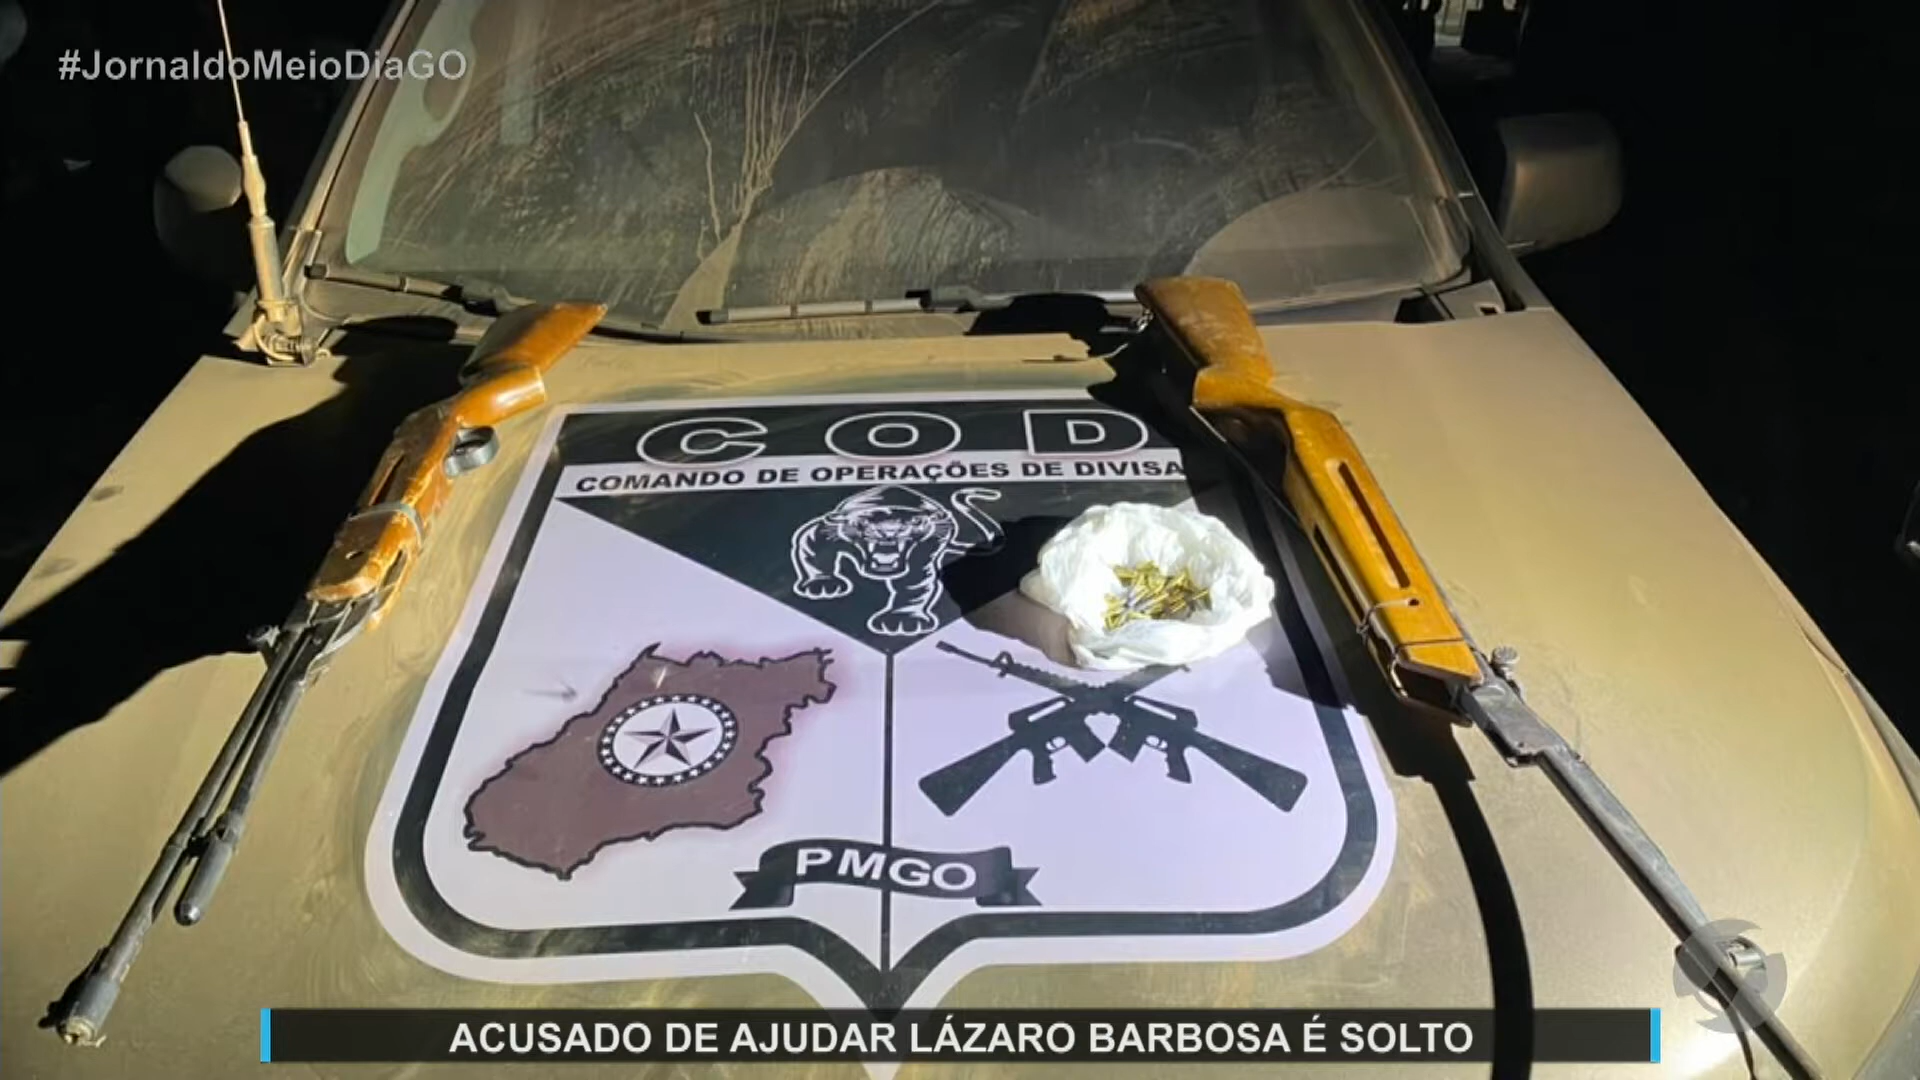 #JornaldoMeioDiaGO
COD
COMANDO DE OPERAÇÕES DE DIVISA
PMGO
ACUSADO DE AJUDAR LÁZARO BARBOSA É SOLTO